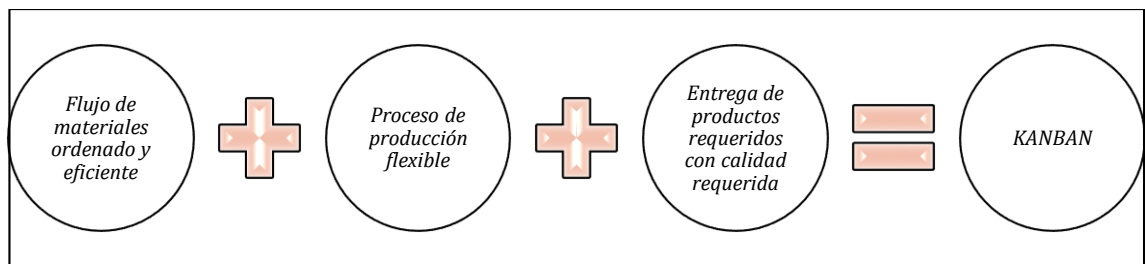 Flujo de
materiales
ordenado y
eficiente
Proceso de
producción
flexible
Entrega de
productos
requeridos
con calidad
requerida
KANBAN